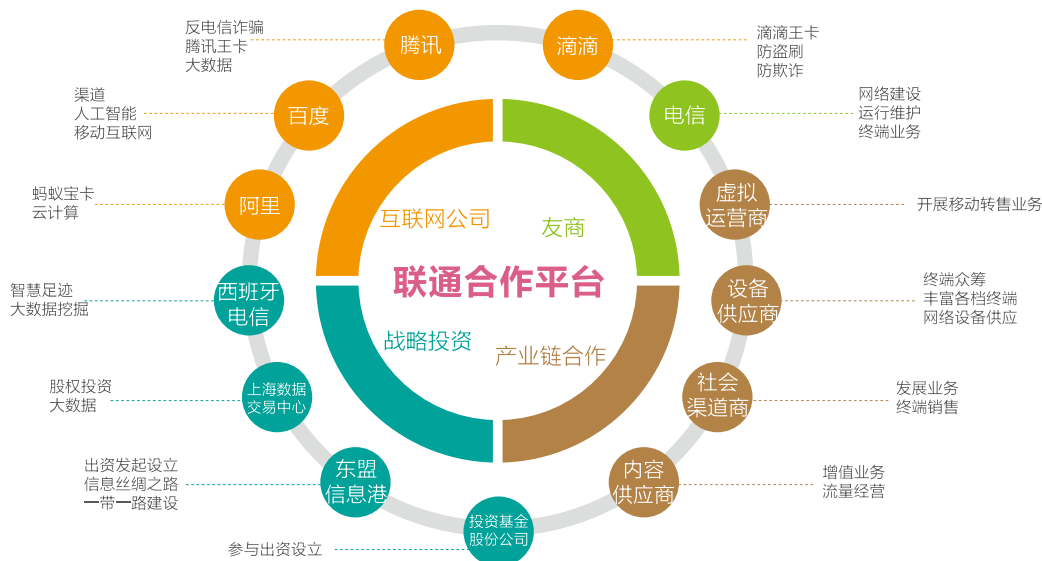 反电信诈骗
腾讯王卡
大数据
腾讯
滴滴
滴滴王卡
防盗刷
防欺诈
渠道
人工智能
移动互联网
百度
电信
网络建设
运行维护
终端业务
蚂蚁宝卡
云计算
阿里
虚拟
运营商
开展移动转售业务
互联网公司
友商
联通合作平台
战略投资
产业链合作
智慧足迹
大数据挖掘
西班牙
电信
设备
供应商
终端众筹
丰富各档终端
网络设备供应
股权投资
大数据
上海数据
交易中心
社会
渠道商
发展业务
终端销售
出资发起设立
信息丝绸之路
一带一路建设
东盟
信息港
内容
供应商
增值业务
流量经营
参与出资设立
投资基金
股份公司